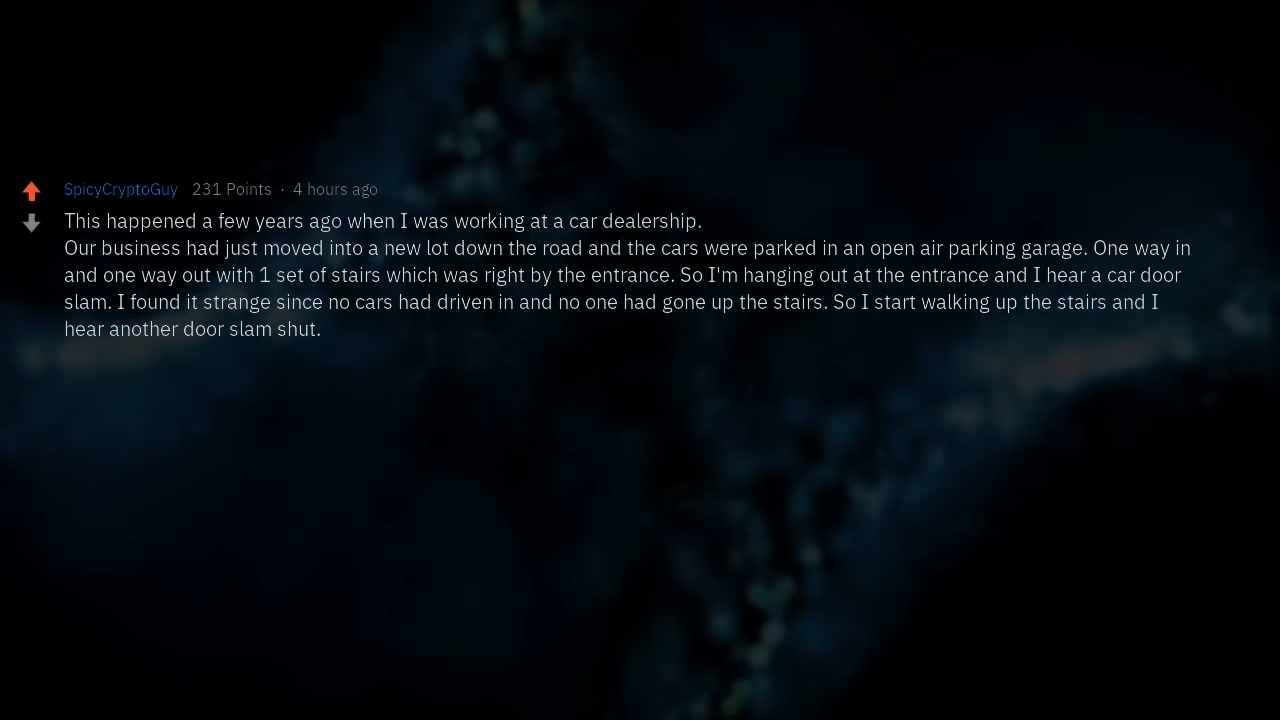 SpicyCryptoGuy 231 Points · 4 hours ago
This happened a few years ago when I was working at a car dealership.
Our business had just moved into a new lot down the road and the cars were parked in an open air parking garage. One way in
and one way out with 1 set of stairs which was right by the entrance. So I'm hanging out at the entrance and I hear a car door
slam. I found it strange since no cars had driven in and no one had gone up the stairs. So I start walking up the stairs and I
hear another door slam shut.